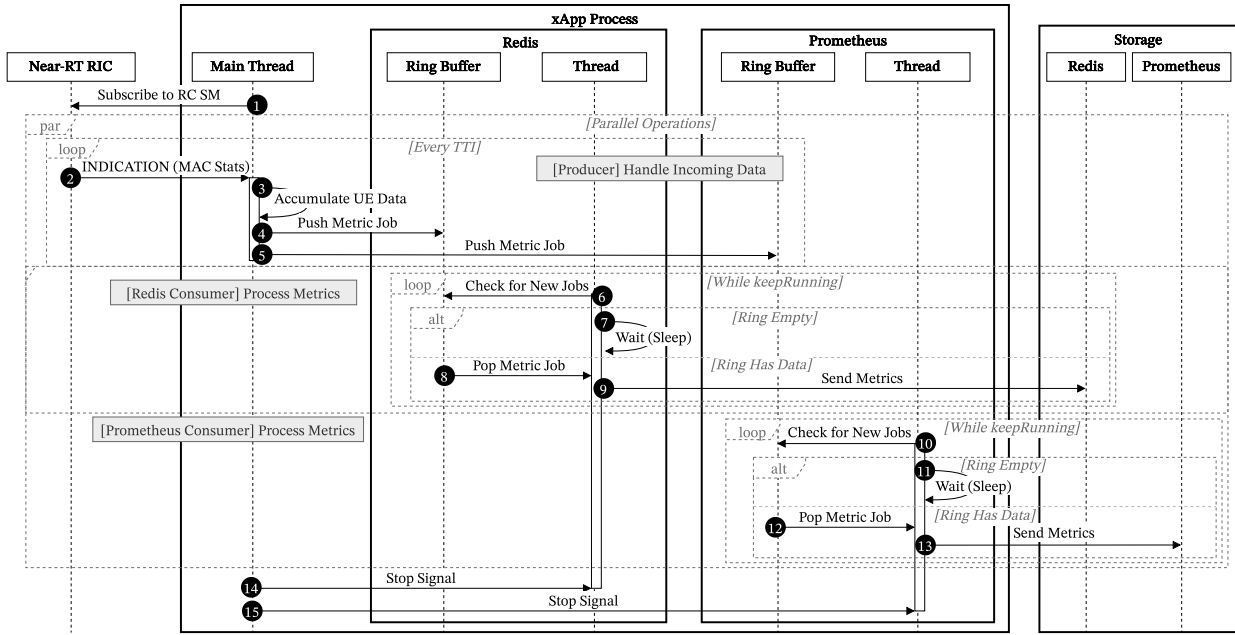 xApp Process
Redis
Prometheus
Storage
Near-RT RIC
Main Thread
Ring Buffer
Thread
Ring Buffer
Thread
Redis
Prometheus
Subscribe to RC SM
1
par
[Parallel Operations]
loop
[Every TTI]
2
INDICATION (MAC Stats)
[Producer] Handle Incoming Data
3
Accumulate UE Data
4
Push Metric Job
5
Push Metric Job
[Redis Consumer] Process Metrics
loop
[While keepRunning]
Check for New Jobs
6
alt
[Ring Empty]
7
Wait (Sleep)
[Ring Has Data]
8
Pop Metric Job
9
Send Metrics
[Prometheus Consumer] Process Metrics
loop
[While keepRunning]
Check for New Jobs
10
alt
[Ring Empty]
11
Wait (Sleep)
[Ring Has Data]
12
Pop Metric Job
13
Send Metrics
14
Stop Signal
15
Stop Signal